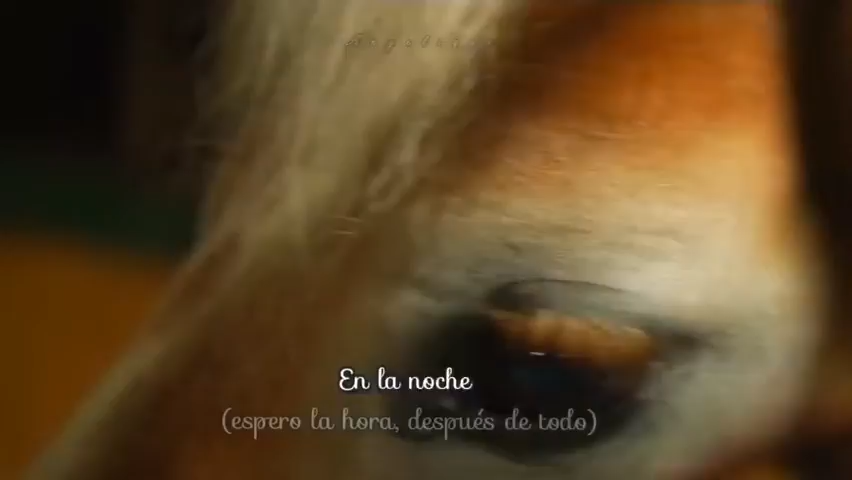 En la noche
(espero la hora, después de todo)